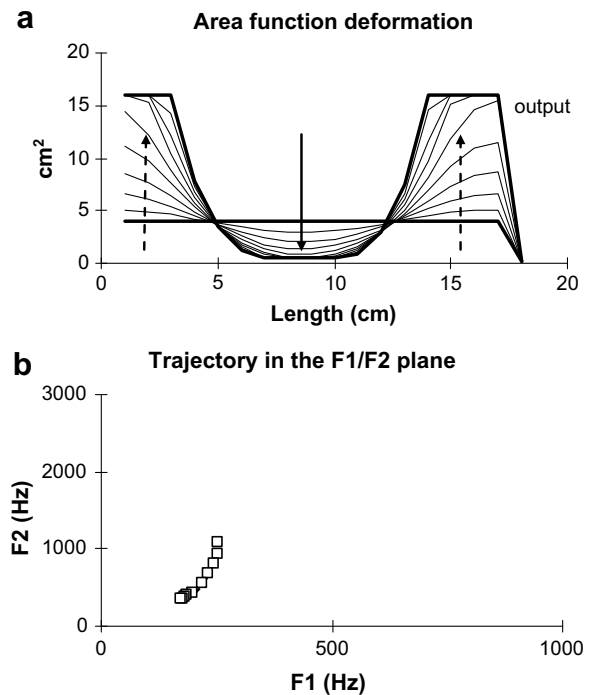 a Area function deformation
20
15
10
5
0
cm²
output
0 5 10 15 20
Length (cm)
b Trajectory in the F1/F2 plane
3000
2000
1000
0
F2 (Hz)
0 500 1000
F1 (Hz)